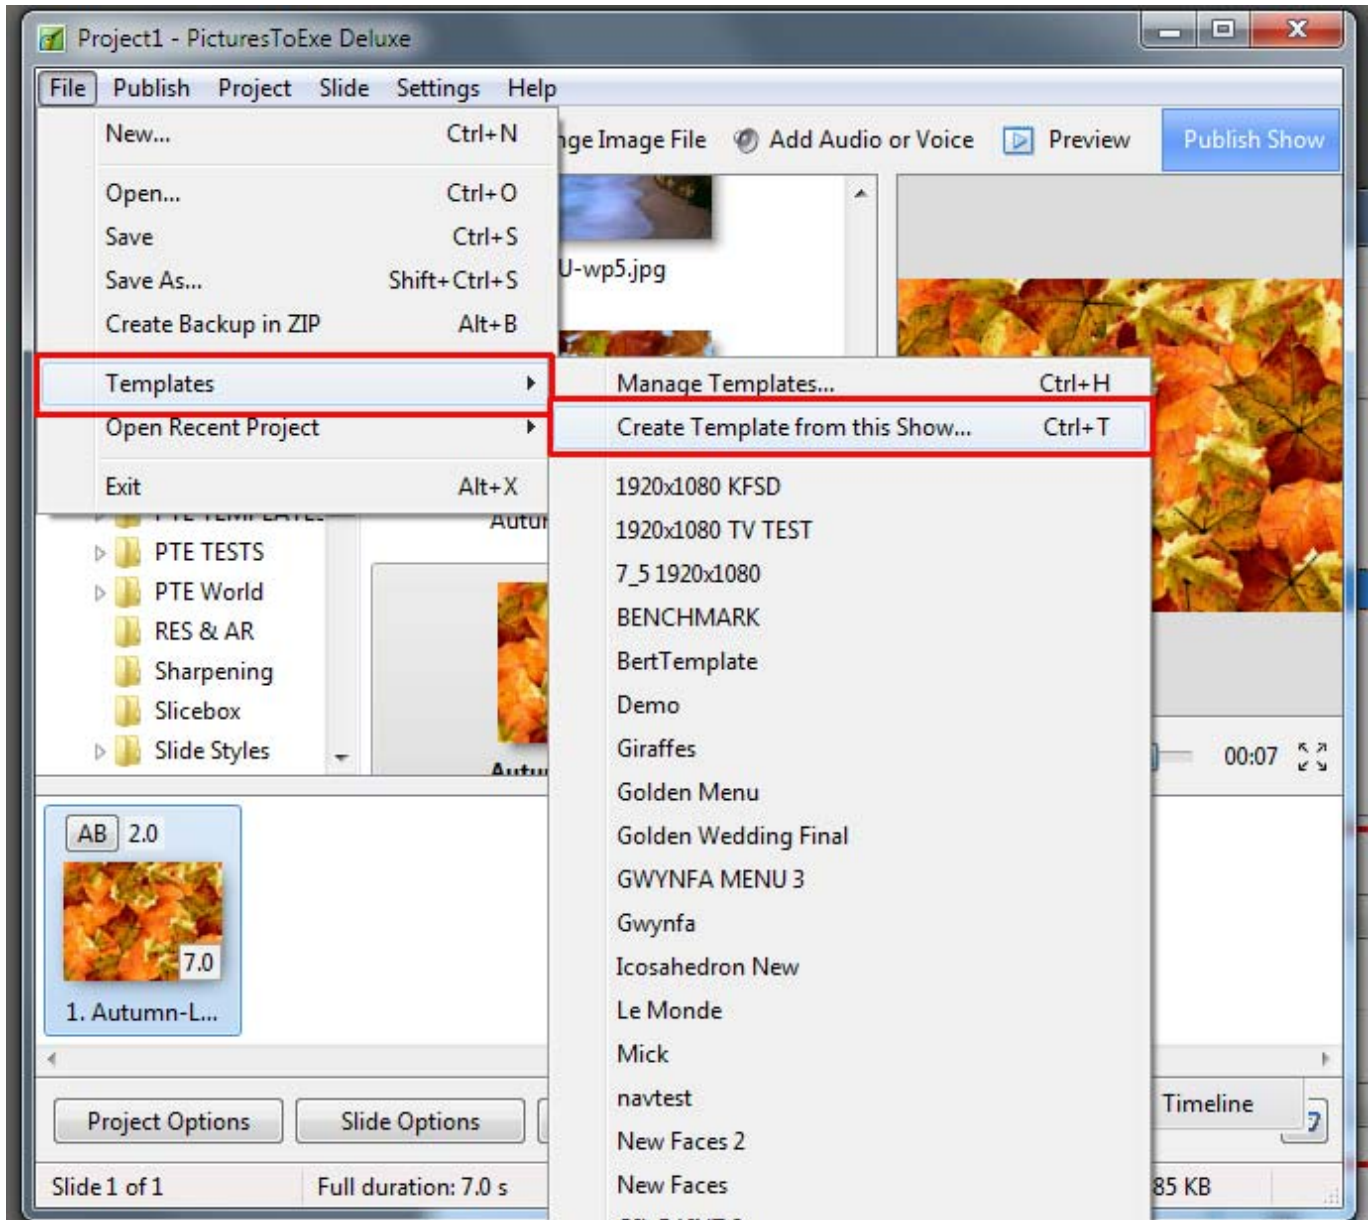 Project1 - PicturesToExe Deluxe
File Publish Project Slide Settings Help
New... Ctrl+N
Image File Add Audio or Voice Preview Publish Show
Open... Ctrl+O
Save Ctrl+S
Save As... Shift+Ctrl+S
Create Backup in ZIP Alt+B
Templates
Open Recent Project
Exit Alt+X
U-wp5.jpg
Manage Templates... Ctrl+H
Create Template from this Show... Ctrl+T
1920x1080 KFSD
1920x1080 TV TEST
7_5 1920x1080
BENCHMARK
BertTemplate
Demo
Giraffes
Golden Menu
Golden Wedding Final
GWYNFA MENU 3
Gwynfa
Icosahedron New
Le Monde
Mick
navtest
New Faces 2
New Faces
PTE TEMPLATES
PTE TESTS
PTE World
RES & AR
Sharpening
Slicebox
Slide Styles
00:07
AB 2.0
7.0
1. Autumn-L...
Project Options Slide Options Timeline
Slide 1 of 1 Full duration: 7.0 s 85 KB